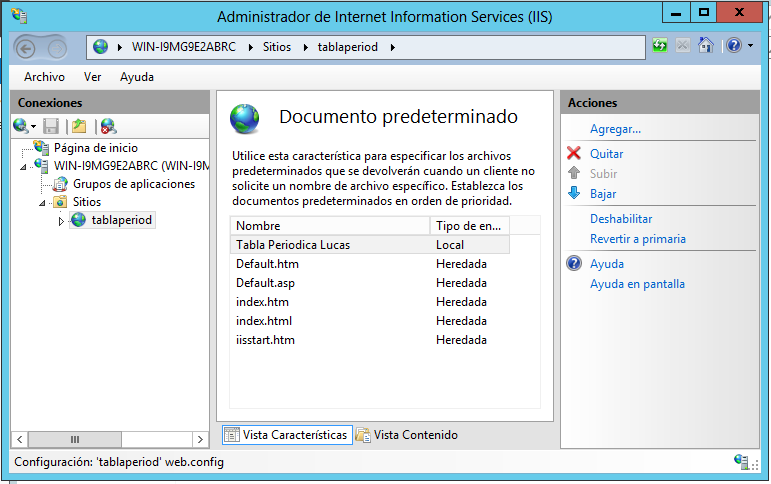 Administrador de Internet Information Services (IIS)
WIN-I9MG9E2ABRC Sitios tablaperiod
Archivo Ver Ayuda
Conexiones
Página de inicio
WIN-I9MG9E2ABRC (WIN-I9M
Grupos de aplicaciones
Sitios
tablaperiod
Documento predeterminado
Utilice esta característica para especificar los archivos
predeterminados que se devolverán cuando un cliente no
solicite un nombre de archivo específico. Establezca los
documentos predeterminados en orden de prioridad.
Nombre Tipo de en...
Tabla Periodica Lucas Local
Default.htm Heredada
Default.asp Heredada
index.htm Heredada
index.html Heredada
iisstart.htm Heredada
Vista Características Vista Contenido
Acciones
Agregar...
Quitar
Subir
Bajar
Deshabilitar
Revertir a primaria
Ayuda
Ayuda en pantalla
Configuración: 'tablaperiod' web.config